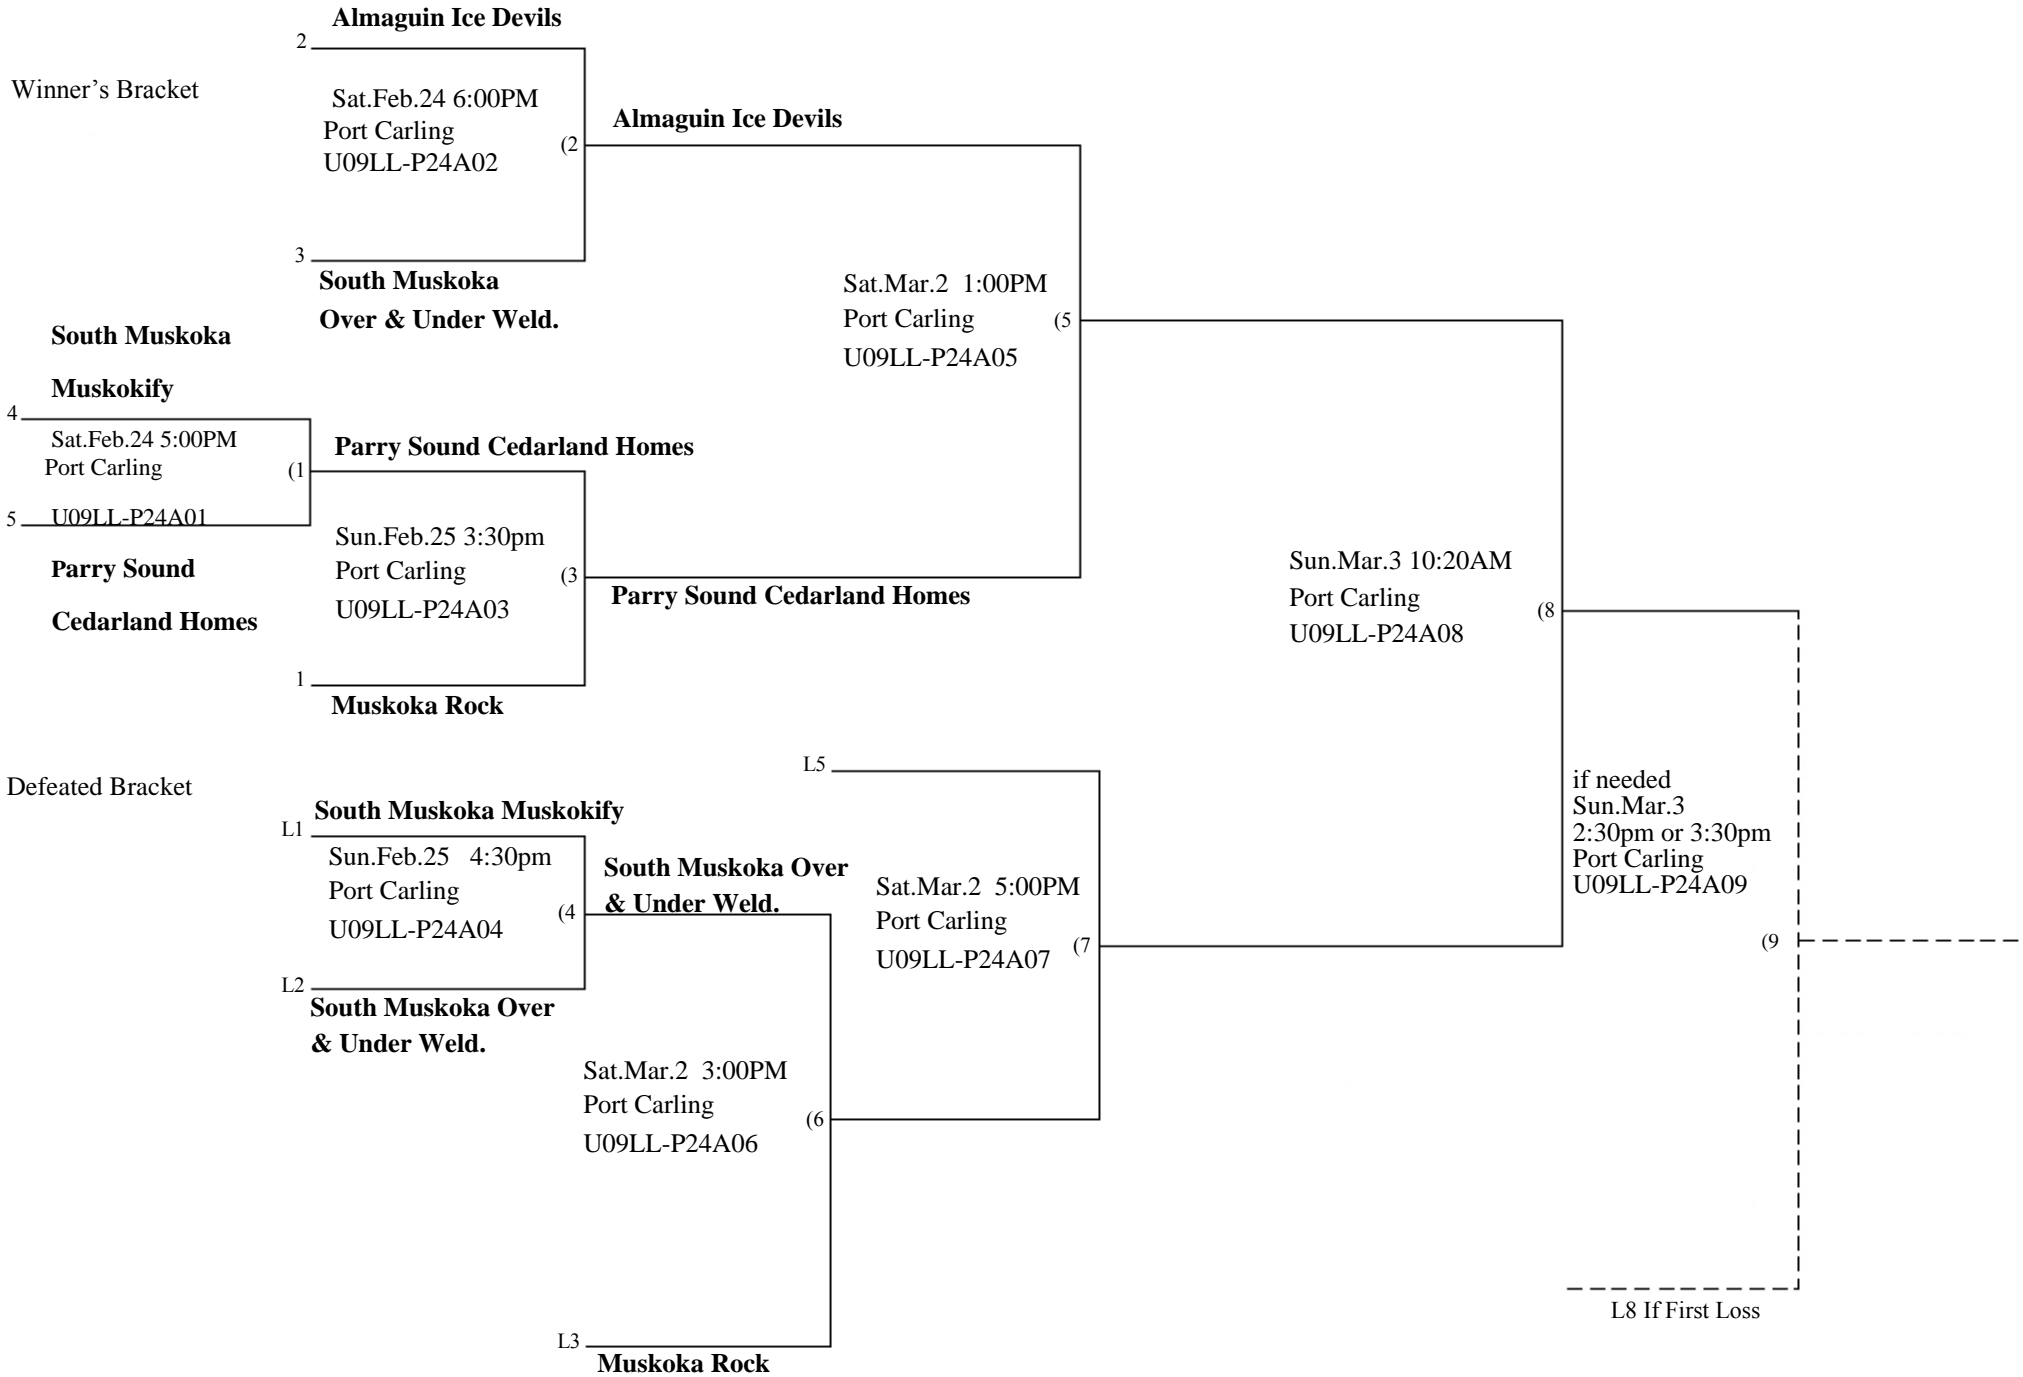 Almaguin Ice Devils
2
Winner’s Bracket
Sat.Feb.24 6:00PM
Port Carling
U09LL-P24A02
(2
Almaguin Ice Devils
3
South Muskoka
Over & Under Weld.
Sat.Mar.2 1:00PM
Port Carling
U09LL-P24A05
(5
South Muskoka
Muskokify
4
Sat.Feb.24 5:00PM
Port Carling
(1
U09LL-P24A01
5
Parry Sound
Cedarland Homes
Parry Sound Cedarland Homes
Sun.Feb.25 3:30pm
Port Carling
U09LL-P24A03
(3
Parry Sound Cedarland Homes
1
Muskoka Rock
Sun.Mar.3 10:20AM
Port Carling
U09LL-P24A08
(8
Defeated Bracket
L5
South Muskoka Muskokify
L1
Sun.Feb.25 4:30pm
Port Carling
U09LL-P24A04
(4
South Muskoka Over
& Under Weld.
L2
South Muskoka Over
& Under Weld.
Sat.Mar.2 5:00PM
Port Carling
U09LL-P24A07
(7
if needed
Sun.Mar.3
2:30pm or 3:30pm
Port Carling
U09LL-P24A09
(9
Sat.Mar.2 3:00PM
Port Carling
U09LL-P24A06
(6
L8 If First Loss
L3
Muskoka Rock